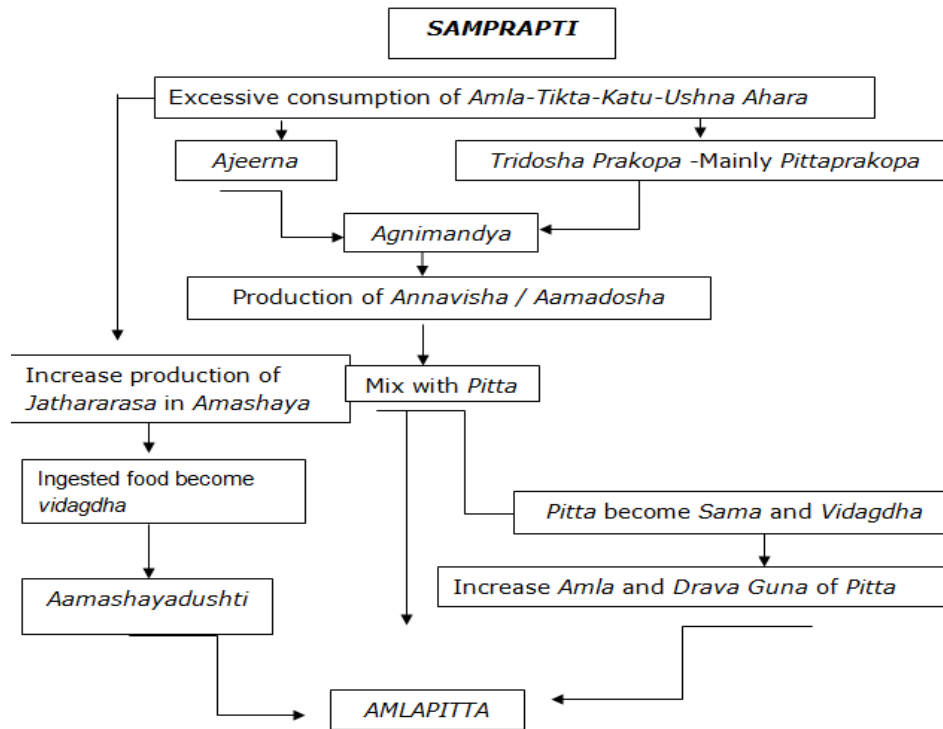 SAMPRAPTI
Excessive consumption of Amla-Tikta-Katu-Ushna Ahara
Ajeerna
Tridosha Prakopa -Mainly Pittaprakopa
Agnimandya
Production of Annavisha / Aamadosha
Increase production of
Jathararasa in Amashaya
Mix with Pitta
Ingested food become
vidagdha
Pitta become Sama and Vidagdha
Aamashayadushti
Increase Amla and Drava Guna of Pitta
AMLAPITTA